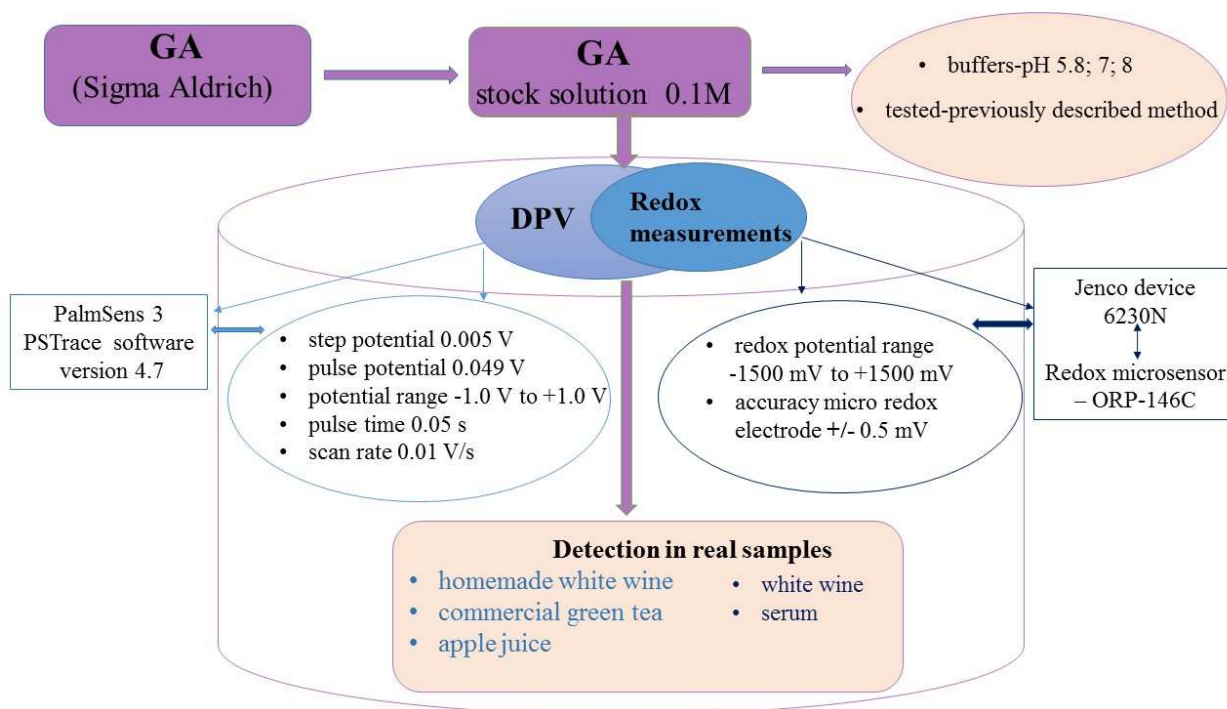 GA
(Sigma Aldrich)
GA
stock solution 0.1M
• buffers-pH 5.8; 7; 8
• tested-previously described method
DPV
Redox
measurements
PalmSens 3
PSTrace software
version 4.7
• step potential 0.005 V
• pulse potential 0.049 V
• potential range -1.0 V to +1.0 V
• pulse time 0.05 s
• scan rate 0.01 V/s
• redox potential range
-1500 mV to +1500 mV
• accuracy micro redox
electrode +/- 0.5 mV
Jenco device
6230N
Redox microsensor
– ORP-146C
Detection in real samples
• homemade white wine
• commercial green tea
• apple juice
• white wine
• serum